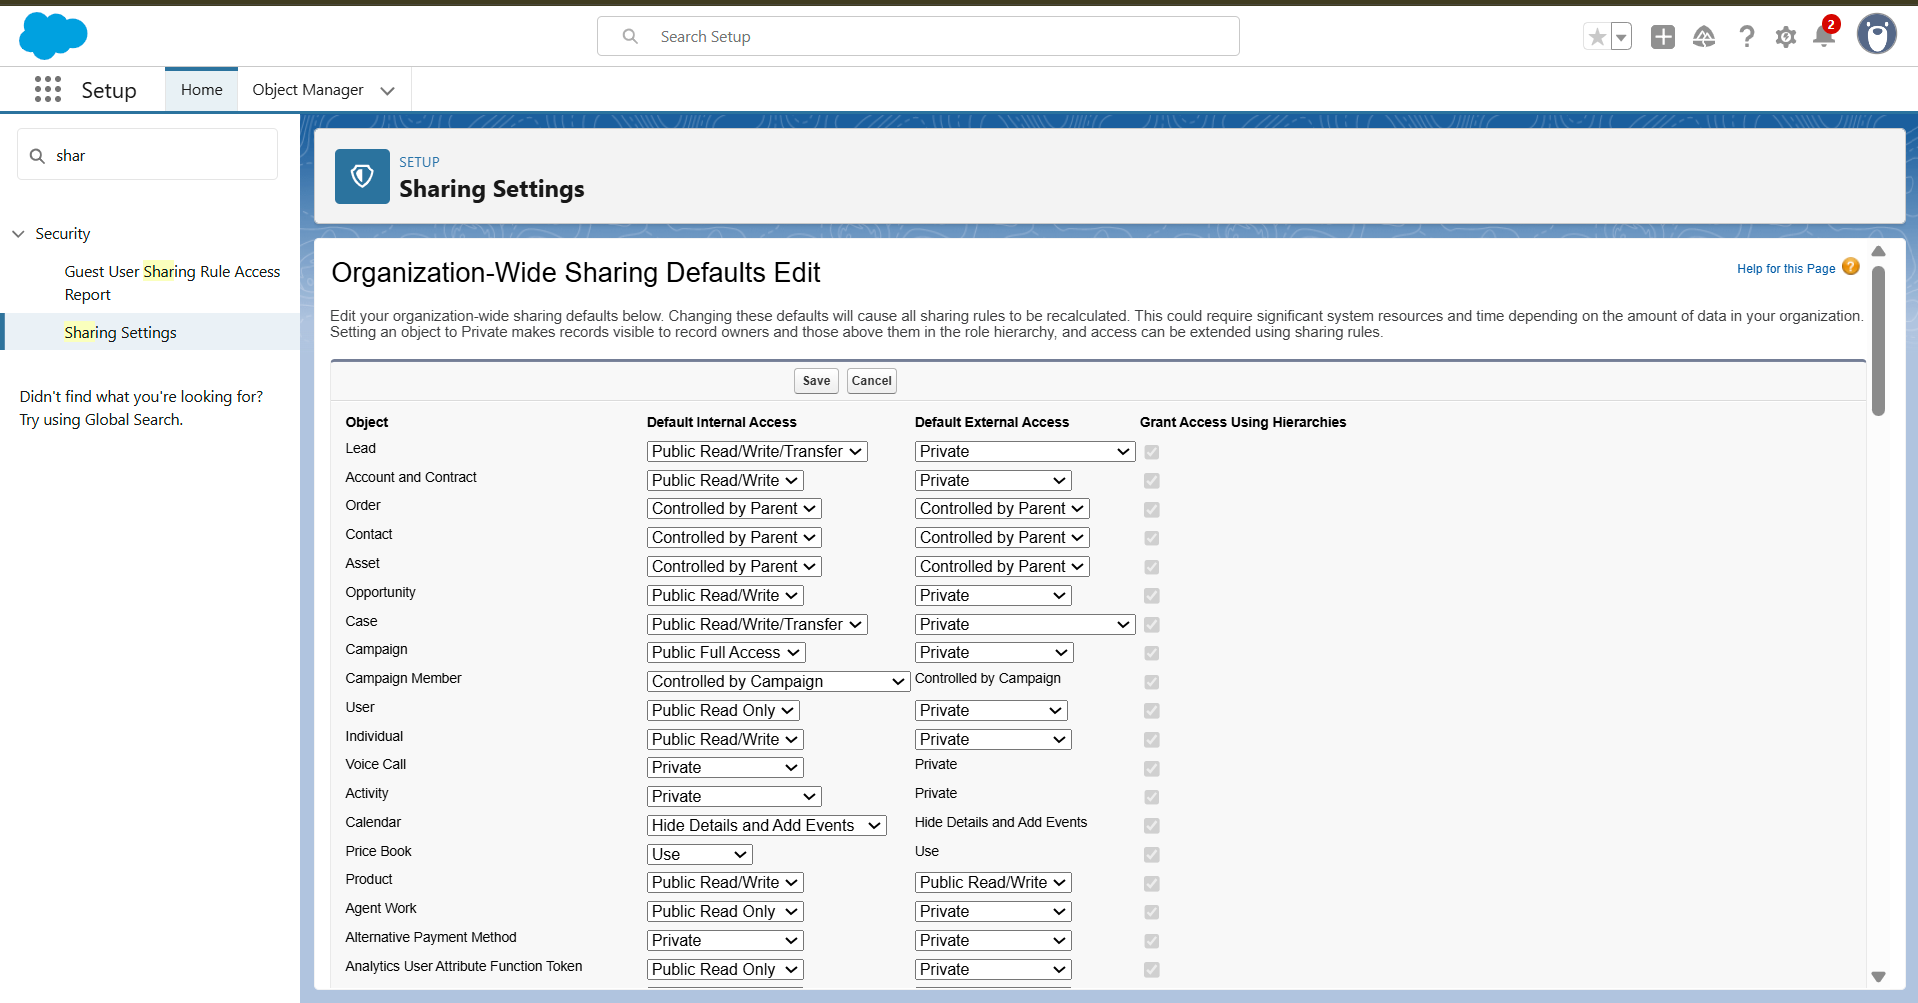 Search Setup
2
Setup
Home
Object Manager
shar
Security
Guest User Sharing Rule Access
Report
Sharing Settings
Didn't find what you're looking for?
Try using Global Search.
SETUP
Sharing Settings
Organization-Wide Sharing Defaults Edit
Help for this Page ?
Edit your organization-wide sharing defaults below. Changing these defaults will cause all sharing rules to be recalculated. This could require significant system resources and time depending on the amount of data in your organization.
Setting an object to Private makes records visible to record owners and those above them in the role hierarchy, and access can be extended using sharing rules.
Save Cancel
Object Default Internal Access Default External Access Grant Access Using Hierarchies
Lead Public Read/Write/Transfer Private
Account and Contract Public Read/Write Private
Order Controlled by Parent Controlled by Parent
Contact Controlled by Parent Controlled by Parent
Asset Controlled by Parent Controlled by Parent
Opportunity Public Read/Write Private
Case Public Read/Write/Transfer Private
Campaign Public Full Access Private
Campaign Member Controlled by Campaign Controlled by Campaign
User Public Read Only Private
Individual Public Read/Write Private
Voice Call Private Private
Activity Private Private
Calendar Hide Details and Add Events Hide Details and Add Events
Price Book Use Use
Product Public Read/Write Public Read/Write
Agent Work Public Read Only Private
Alternative Payment Method Private Private
Analytics User Attribute Function Token Public Read Only Private